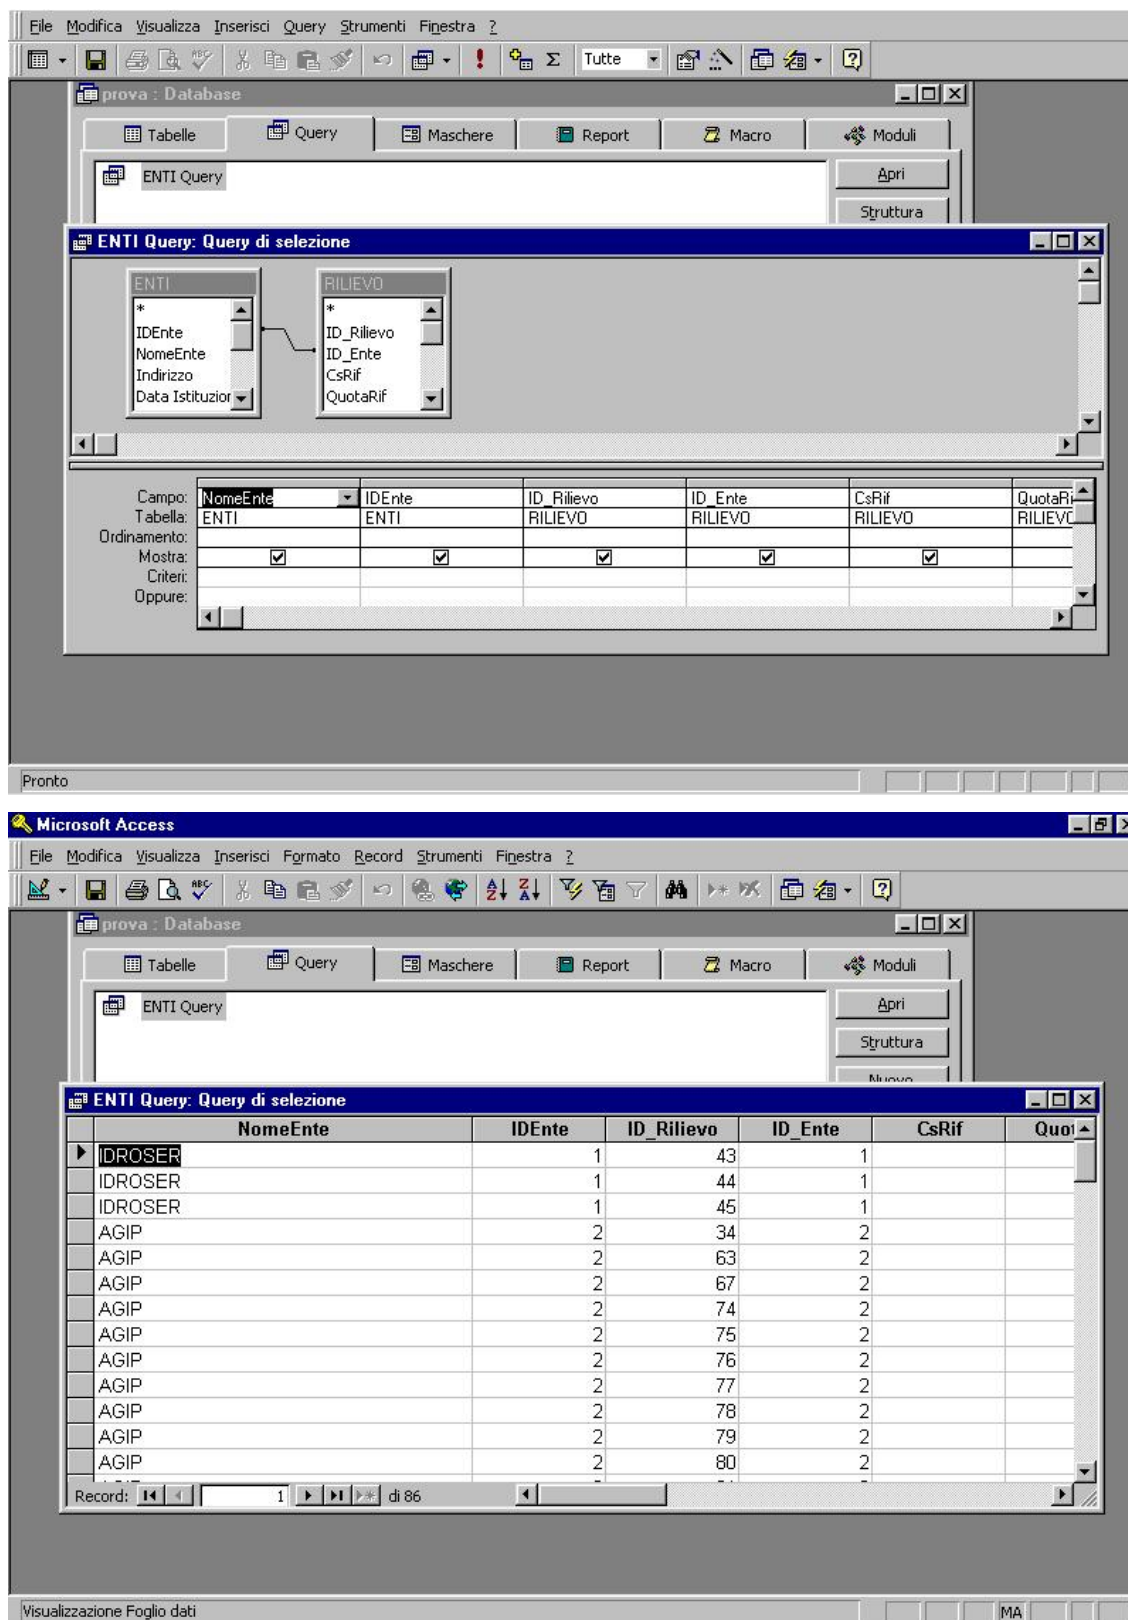 File Modifica Visualizza Inserisci Query Strumenti Finestra ?
Tutte
prova : Database
Tabelle Query Maschere Report Macro Moduli
ENTI Query Apri
Struttura
ENTI Query: Query di selezione
ENTI RILIEVO
* *
IDEnte ID_Rilievo
NomeEnte ID_Ente
Indirizzo CsRif
Data Istituzior QuotaRif
Campo: NomeEnte IDEnte ID_Rilievo ID_Ente CsRif QuotaRi
Tabella: ENTI ENTI RILIEVO RILIEVO RILIEVO RILIEVO
Ordinamento:
Mostra:
Criteri:
Oppure:
Pronto
Microsoft Access
File Modifica Visualizza Inserisci Formato Record Strumenti Finestra ?
prova : Database
Tabelle Query Maschere Report Macro Moduli
ENTI Query Apri
Struttura
Nuovo
ENTI Query: Query di selezione
NomeEnte IDEnte ID_Rilievo ID_Ente CsRif Quot
IDROSER 1 43 1
IDROSER 1 44 1
IDROSER 1 45 1
AGIP 2 34 2
AGIP 2 63 2
AGIP 2 67 2
AGIP 2 74 2
AGIP 2 75 2
AGIP 2 76 2
AGIP 2 77 2
AGIP 2 78 2
AGIP 2 79 2
AGIP 2 80 2
Record: 1 di 86
Visualizzazione Foglio dati MA